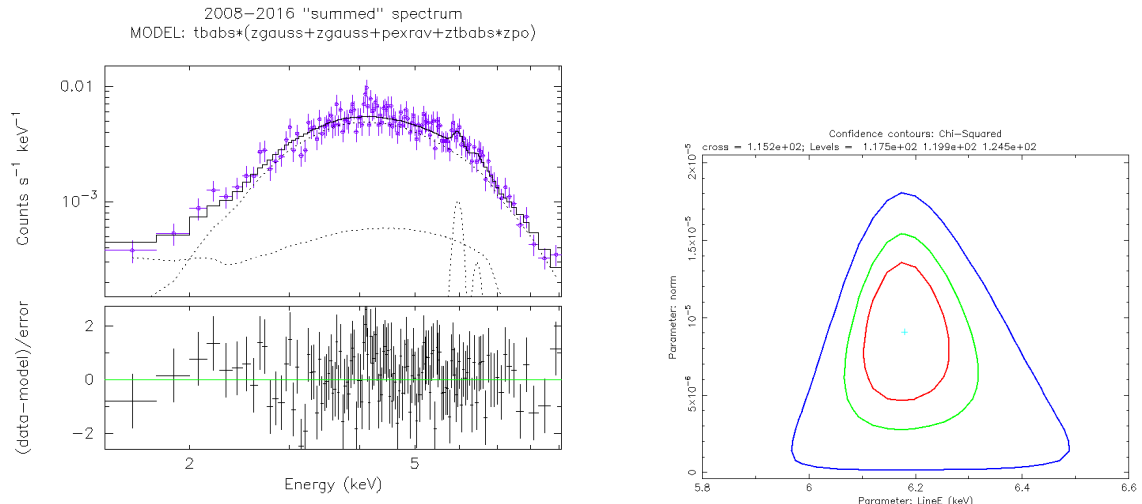 2008−2016 "summed" spectrum
MODEL: tbabs*(zgauss+zgauss+pexrav+ztbabs*zpo)
0.01
10−3
Counts s−1 keV−1
2
0
−2
(data−model)/error
2
5
Energy (keV)
Confidence contours: Chi−Squared
cross = 1.152e+02; Levels = 1.175e+02 1.199e+02 1.245e+02
2×10−5
1.5×10−5
10−5
5×10−6
0
Parameter: norm
5.8
6
6.2
6.4
6.6
Parameter: LineE (keV)